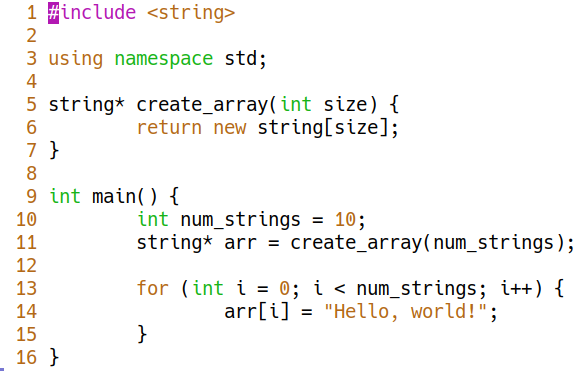 1 #include <string>
2
3 using namespace std;
4
5 string* create_array(int size) {
6         return new string[size];
7 }
8
9 int main() {
10         int num_strings = 10;
11         string* arr = create_array(num_strings);
12
13         for (int i = 0; i < num_strings; i++) {
14                 arr[i] = "Hello, world!";
15         }
16 }